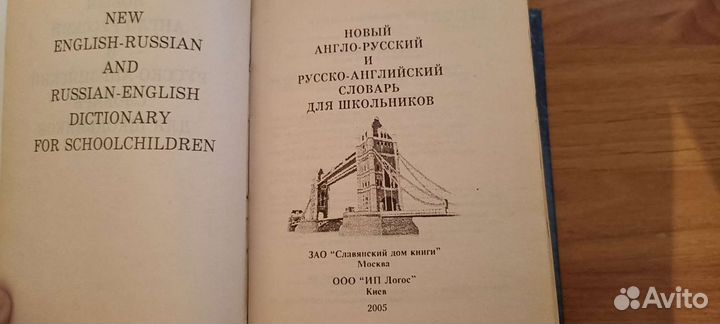 NEW
ENGLISH-RUSSIAN
AND
RUSSIAN-ENGLISH
DICTIONARY
FOR SCHOOLCHILDREN
НОВЫЙ
АНГЛО-РУССКИЙ
И
РУССКО-АНГЛИЙСКИЙ
СЛОВАРЬ
ДЛЯ ШКОЛЬНИКОВ
ЗАО "Славянский дом книги"
Москва
ООО "ИП Логос"
Киев
2005
Avito